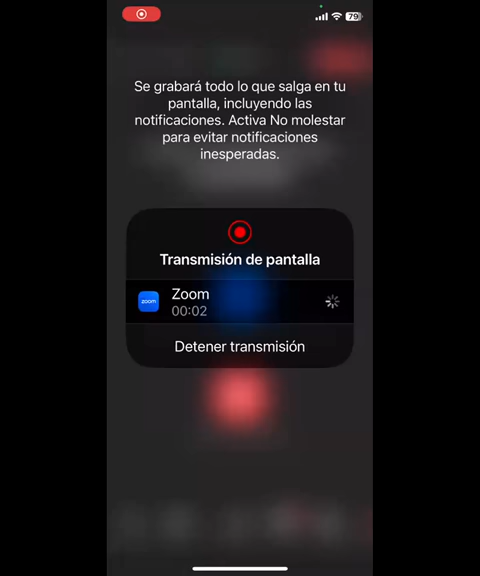 79
Se grabará todo lo que salga en tu
pantalla, incluyendo las
notificaciones. Activa No molestar
para evitar notificaciones
inesperadas.
Transmisión de pantalla
zoom
Zoom
00:02
Detener transmisión